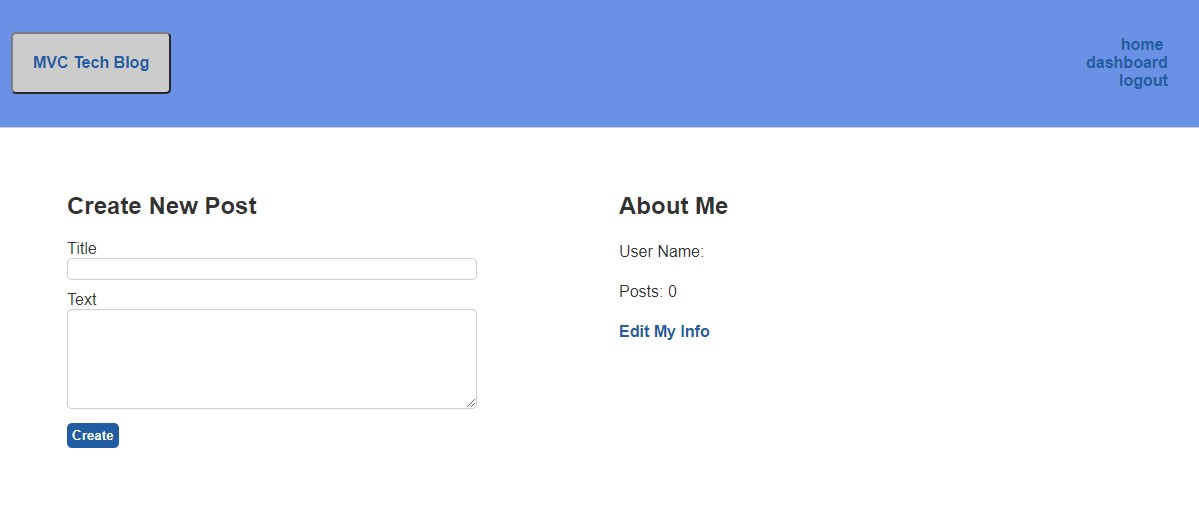 MVC Tech Blog
home
dashboard
logout
Create New Post
Title
Text
Create
About Me
User Name:
Posts: 0
Edit My Info